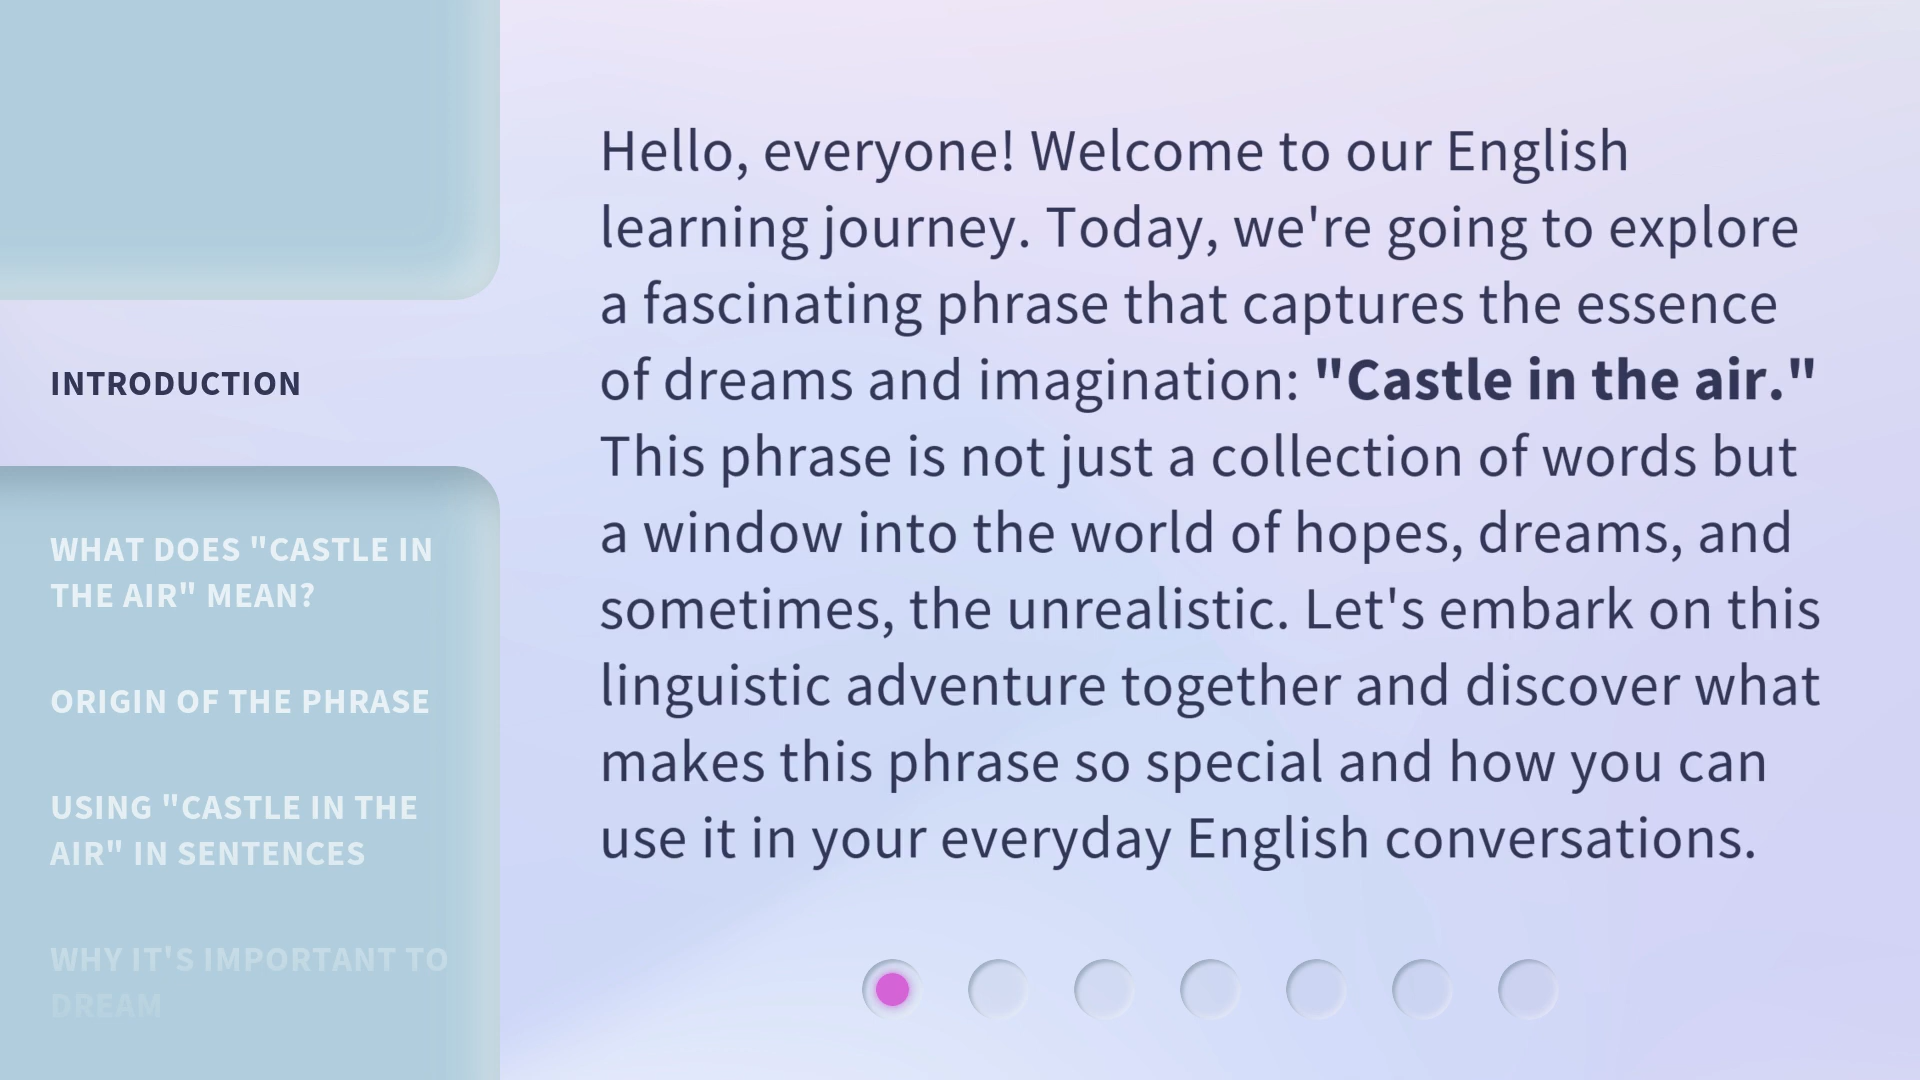 INTRODUCTION
WHAT DOES "CASTLE IN
THE AIR" MEAN?
ORIGIN OF THE PHRASE
USING "CASTLE IN THE
AIR" IN SENTENCES
WHY IT'S IMPORTANT TO
DREAM
Hello, everyone! Welcome to our English
learning journey. Today, we're going to explore
a fascinating phrase that captures the essence
of dreams and imagination: "Castle in the air."
This phrase is not just a collection of words but
a window into the world of hopes, dreams, and
sometimes, the unrealistic. Let's embark on this
linguistic adventure together and discover what
makes this phrase so special and how you can
use it in your everyday English conversations.